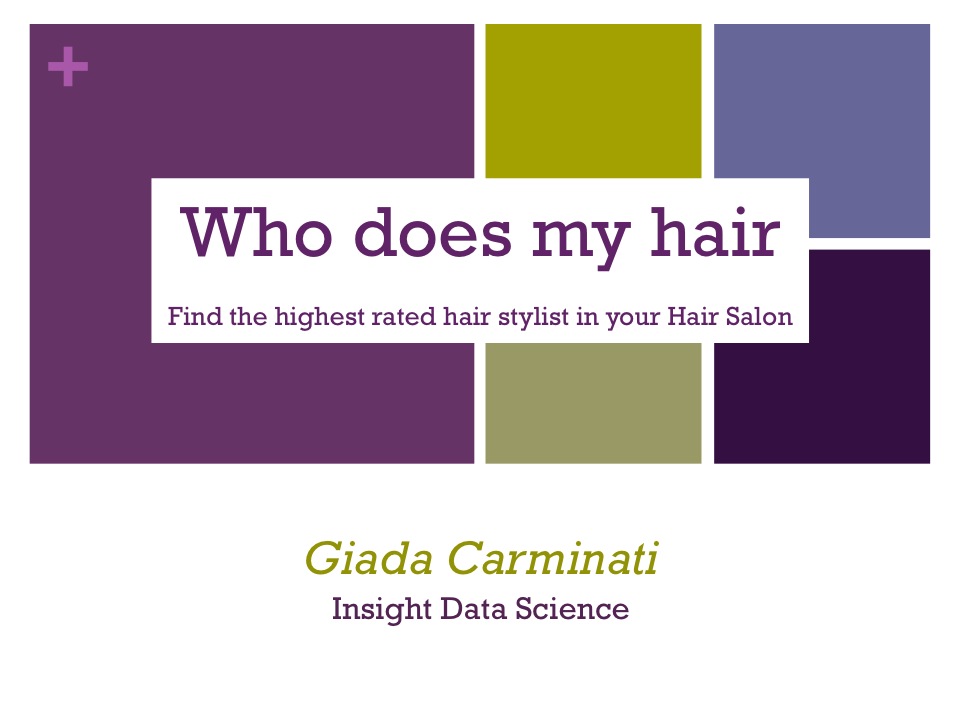 +
Who does my hair
Find the highest rated hair stylist in your Hair Salon
Giada Carminati
Insight Data Science